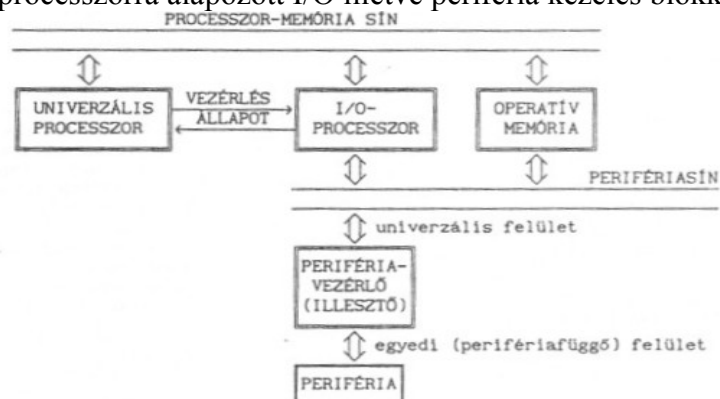 processzorra alapozott I/O illetve periféria kezelés blokk
PROCESSZOR-MEMÓRIA SÍN
UNIVERZÁLIS PROCESSZOR
VEZÉRLÉS
ÁLLAPOT
I/O-
PROCESSZOR
OPERATÍV
MEMÓRIA
PERIFÉRIASÍN
univerzális felület
PERIFÉRIA-
VEZÉRLŐ
(ILLESZTŐ)
egyedi (perifériafüggő) felület
PERIFÉRIA